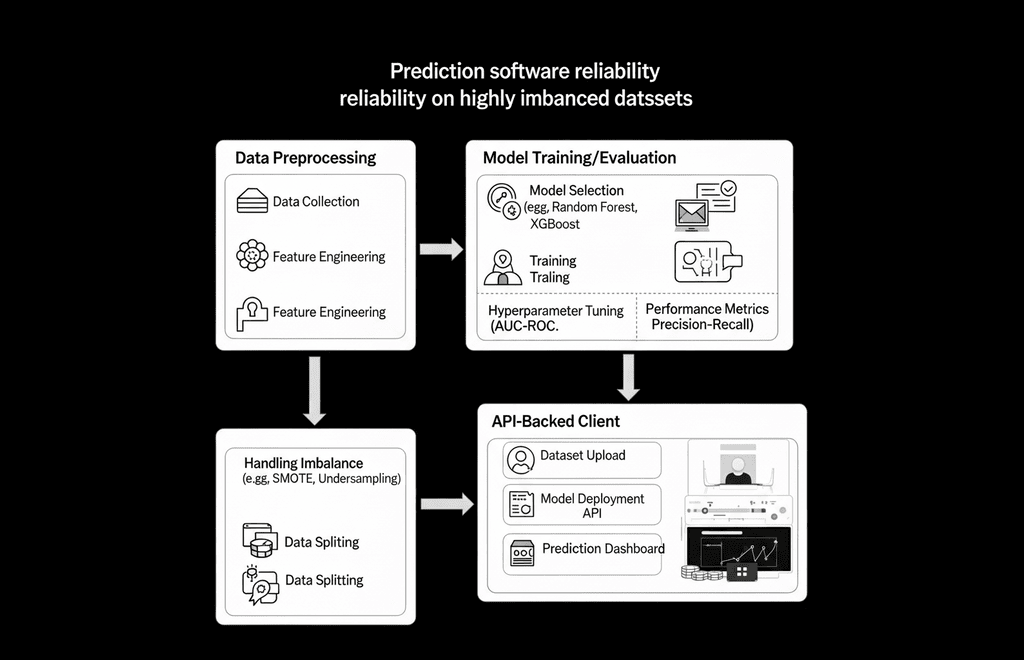 Prediction software reliability
reliability on highly imbanced datssets
Data Preprocessing
Data Collection
Feature Engineering
Feature Engineering
Model Training/Evaluation
Model Selection
(egg, Random Forest,
XGBoost
Training
Traling
Hyperparameter Tuning
(AUC-ROC.
Performance Metrics
Precision-Recall)
Handling Imbalance
(e.gg, SMOTE, Undersampling)
Data Spliting
Data Splitting
API-Backed Client
Dataset Upload
Model Deployment
API
Prediction Dashboard